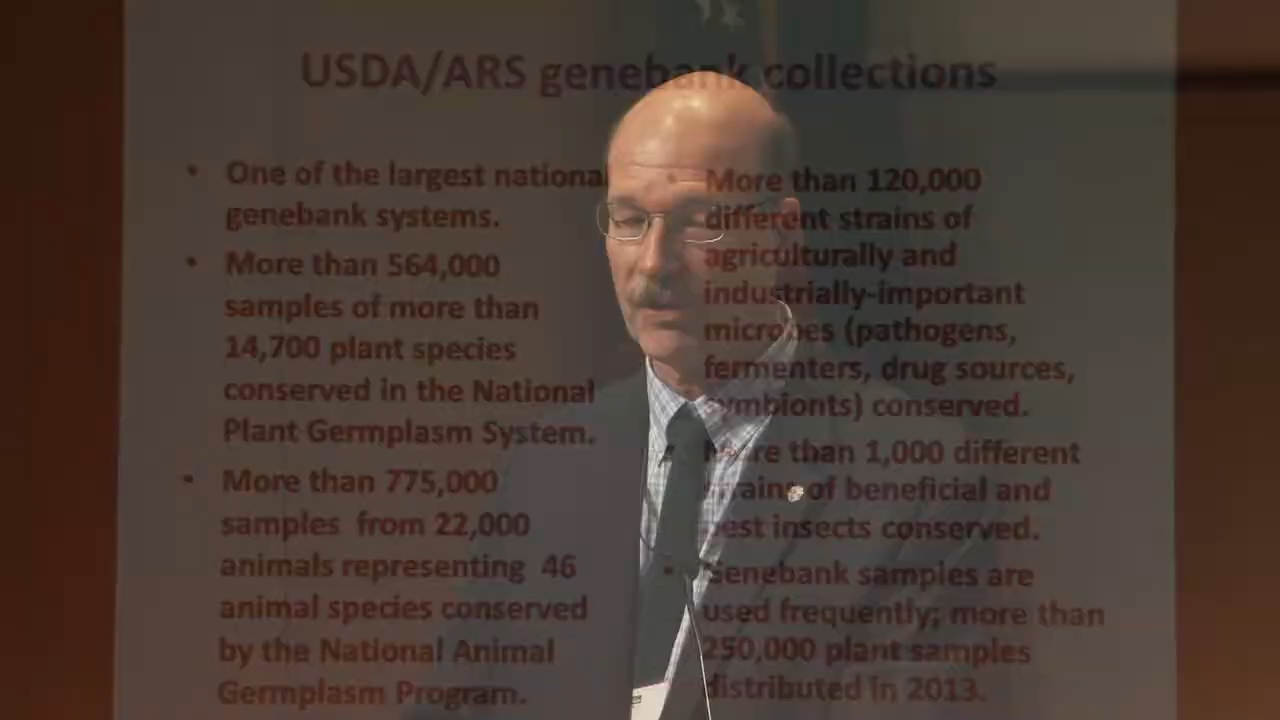 USDA/ARS genebank collections
• One of the largest national
genebank systems.
• More than 564,000
samples of more than
14,700 plant species
conserved in the National
Plant Germplasm System.
• More than 775,000
samples from 22,000
animals representing 46
animal species conserved
by the National Animal
Germplasm Program.
• More than 120,000
different strains of
agriculturally and
industrially-important
microbes (pathogens,
fermenters, drug sources,
symbionts) conserved.
• More than 1,000 different
strains of beneficial and
pest insects conserved.
• Genebank samples are
used frequently; more than
250,000 plant samples
distributed in 2013.